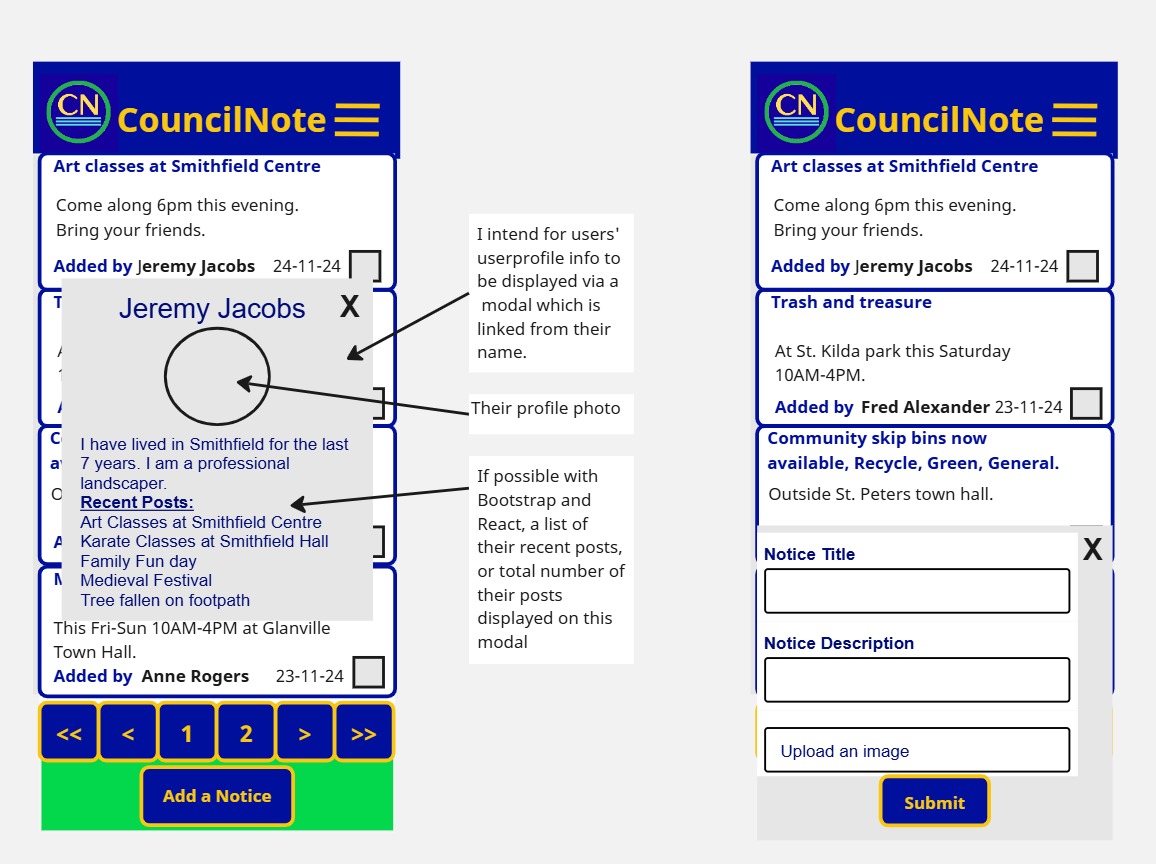 CN
CouncilNote
Art classes at Smithfield Centre
Come along 6pm this evening.
Bring your friends.
Added by Jeremy Jacobs 24-11-24
Jeremy Jacobs X
I have lived in Smithfield for the last
7 years. I am a professional
landscaper.
Recent Posts:
Art Classes at Smithfield Centre
Karate Classes at Smithfield Hall
Family Fun day
Medieval Festival
Tree fallen on footpath
This Fri-Sun 10AM-4PM at Glanville
Town Hall.
Added by Anne Rogers 23-11-24
<< < 1 2 > >>
Add a Notice
I intend for users'
userprofile info to
be displayed via a
modal which is
linked from their
name.
Their profile photo
If possible with
Bootstrap and
React, a list of
their recent posts,
or total number of
their posts
displayed on this
modal
CN
CouncilNote
Art classes at Smithfield Centre
Come along 6pm this evening.
Bring your friends.
Added by Jeremy Jacobs 24-11-24
Trash and treasure
At St. Kilda park this Saturday
10AM-4PM.
Added by Fred Alexander 23-11-24
Community skip bins now
available, Recycle, Green, General.
Outside St. Peters town hall.
X
Notice Title
Notice Description
Upload an image
Submit